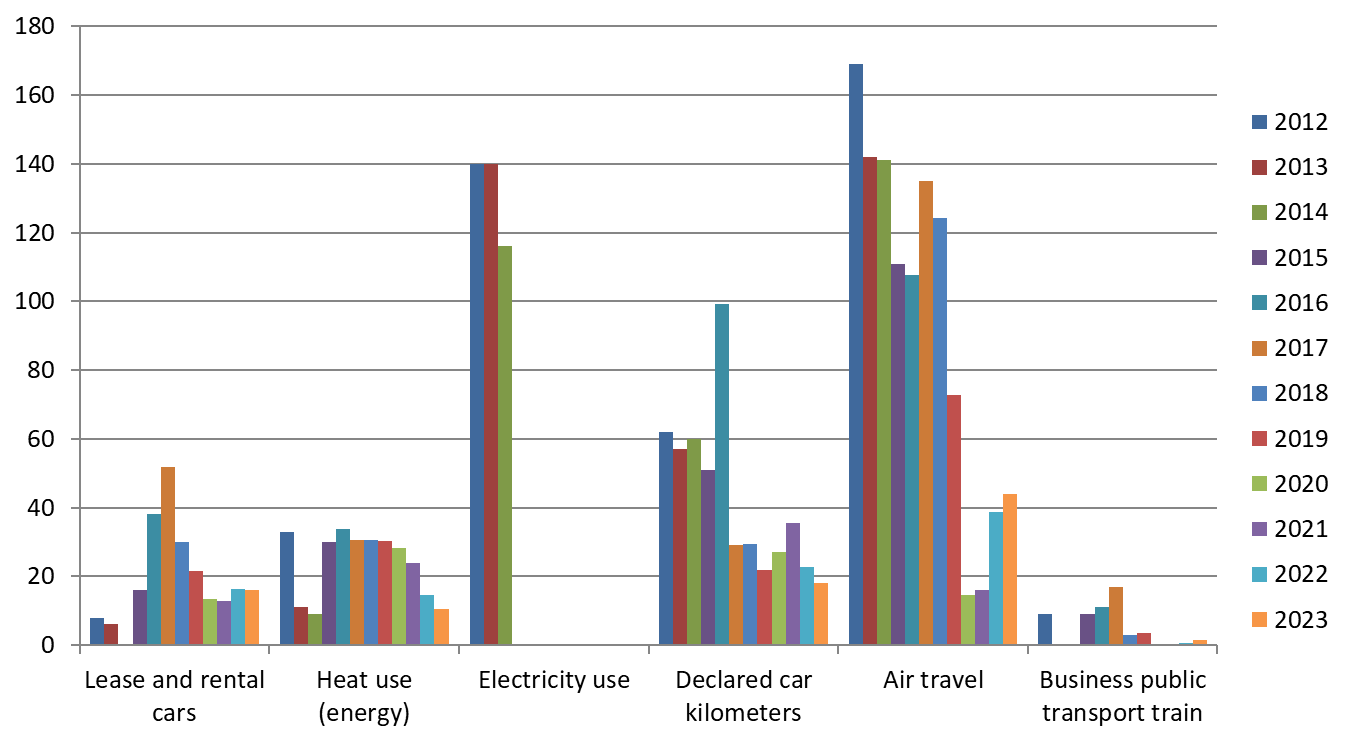 180
160
140
120
100
80
60
40
20
0
Lease and rental
cars
Heat use
(energy)
Electricity use
Declared car
kilometers
Air travel
Business public
transport train
2012
2013
2014
2015
2016
2017
2018
2019
2020
2021
2022
2023